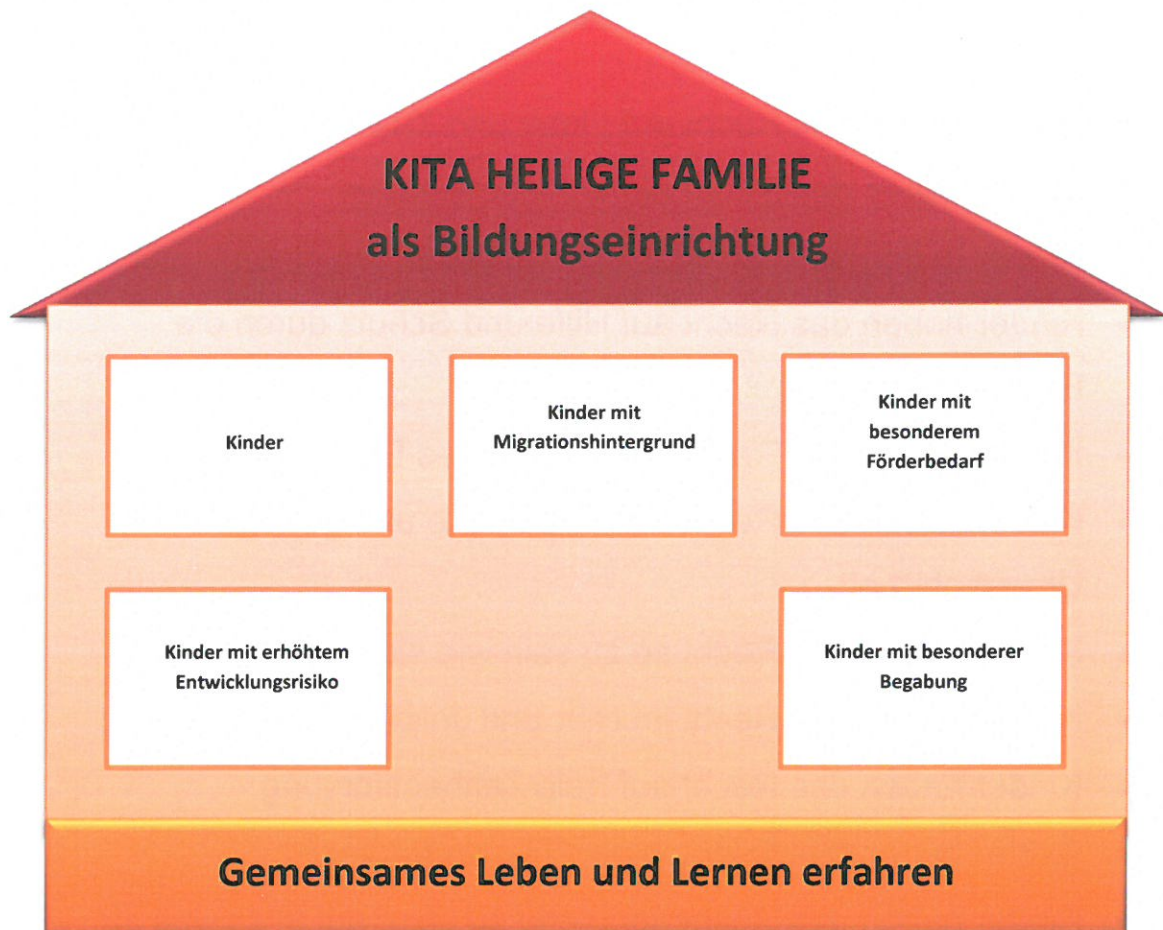 KITA HEILIGE FAMILIE
als Bildungseinrichtung
Kinder
Kinder mit
Migrationshintergrund
Kinder mit
besonderem
Förderbedarf
Kinder mit erhöhtem
Entwicklungsrisiko
Kinder mit besonderer
Begabung
Gemeinsames Leben und Lernen erfahren